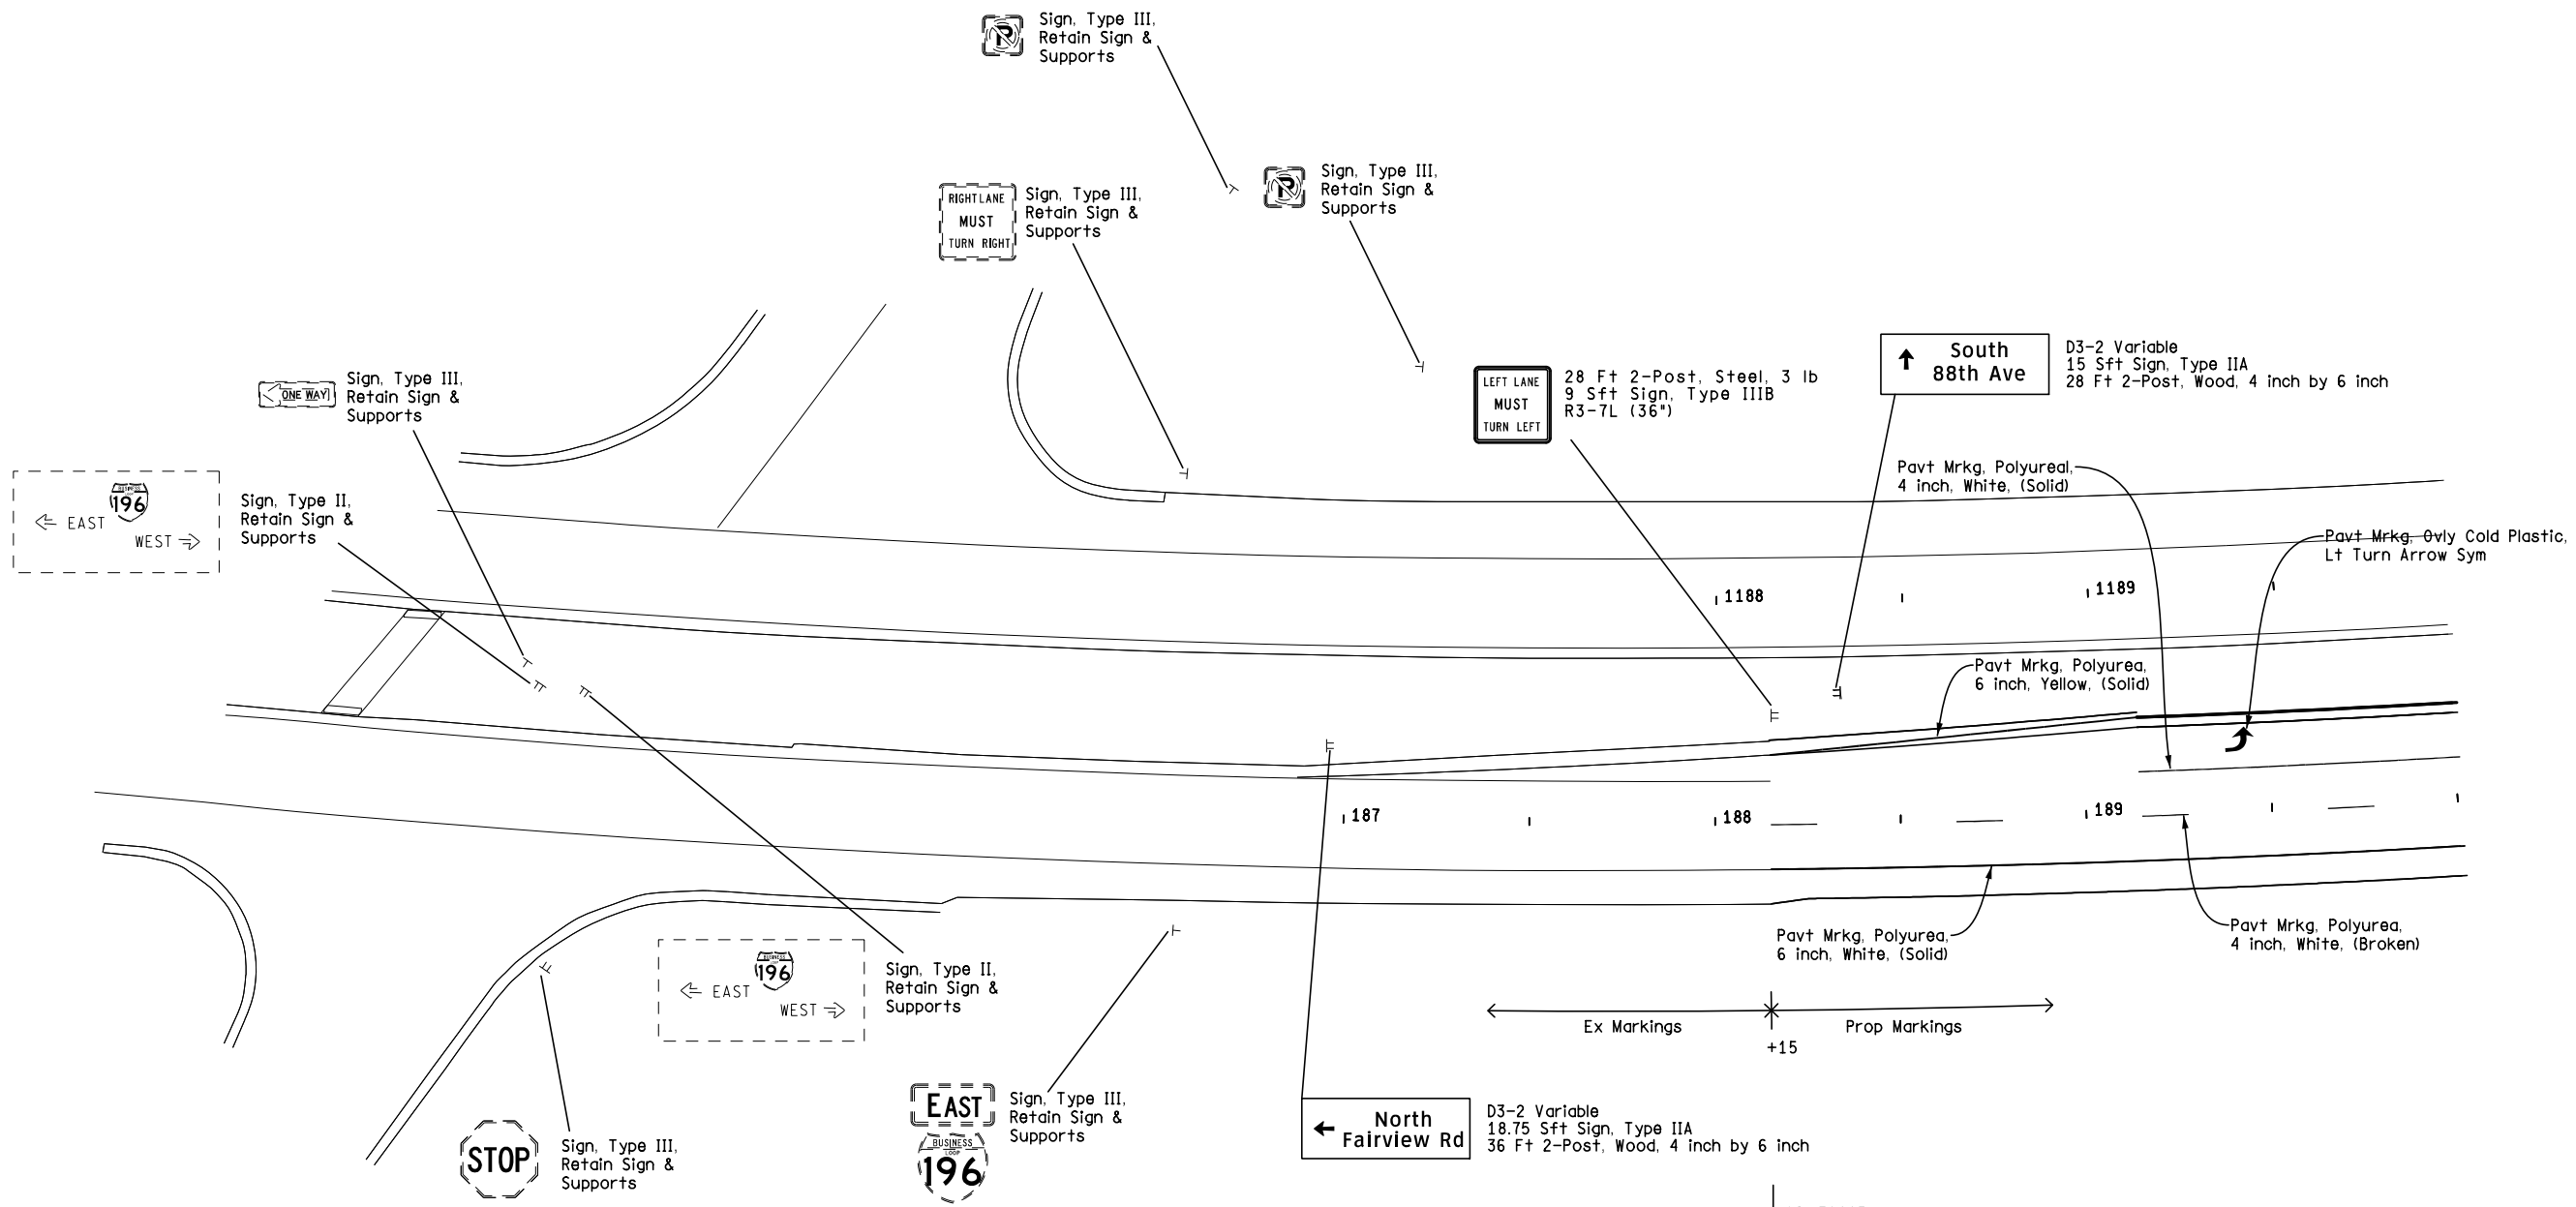 Sign, Type III,
Retain Sign &
Supports
Sign, Type III,
Retain Sign &
Supports
RIGHT LANE
MUST
TURN RIGHT
Sign, Type III,
Retain Sign &
Supports
LEFT LANE
MUST
TURN LEFT
28 Ft 2-Post, Steel, 3 lb
9 Sft Sign, Type IIIB
R3-7L (36")
South
88th Ave
D3-2 Variable
15 Sft Sign, Type IIA
28 Ft 2-Post, Wood, 4 inch by 6 inch
ONE WAY
Sign, Type III,
Retain Sign &
Supports
BUSINESS
196
EAST
WEST
Sign, Type II,
Retain Sign &
Supports
Pavt Mrkg, Polyureal,
4 inch, White, (Solid)
Pavt Mrkg, Ovly Cold Plastic,
Lt Turn Arrow Sym
1188
1189
Pavt Mrkg, Polyurea,
6 inch, Yellow, (Solid)
187
188
189
Pavt Mrkg, Polyurea,
6 inch, White, (Solid)
Pavt Mrkg, Polyurea,
4 inch, White, (Broken)
BUSINESS
196
EAST
WEST
Sign, Type II,
Retain Sign &
Supports
Ex Markings
Prop Markings
+15
STOP
Sign, Type III,
Retain Sign &
Supports
EAST
BUSINESS
LOOP
196
Sign, Type III,
Retain Sign &
Supports
North
Fairview Rd
D3-2 Variable
18.75 Sft Sign, Type IIA
36 Ft 2-Post, Wood, 4 inch by 6 inch